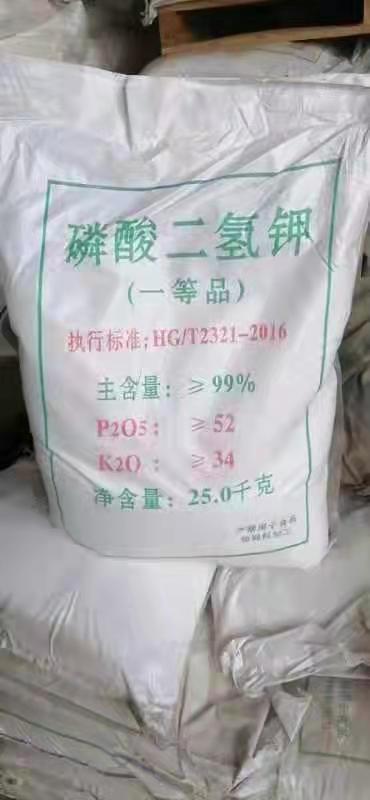 磷酸二氢钾
(一等品)
执行标准:HG/T2321-2016
主含量: ≥99%
P2O5: ≥52
K2O: ≥34
净含量: 25.0千克